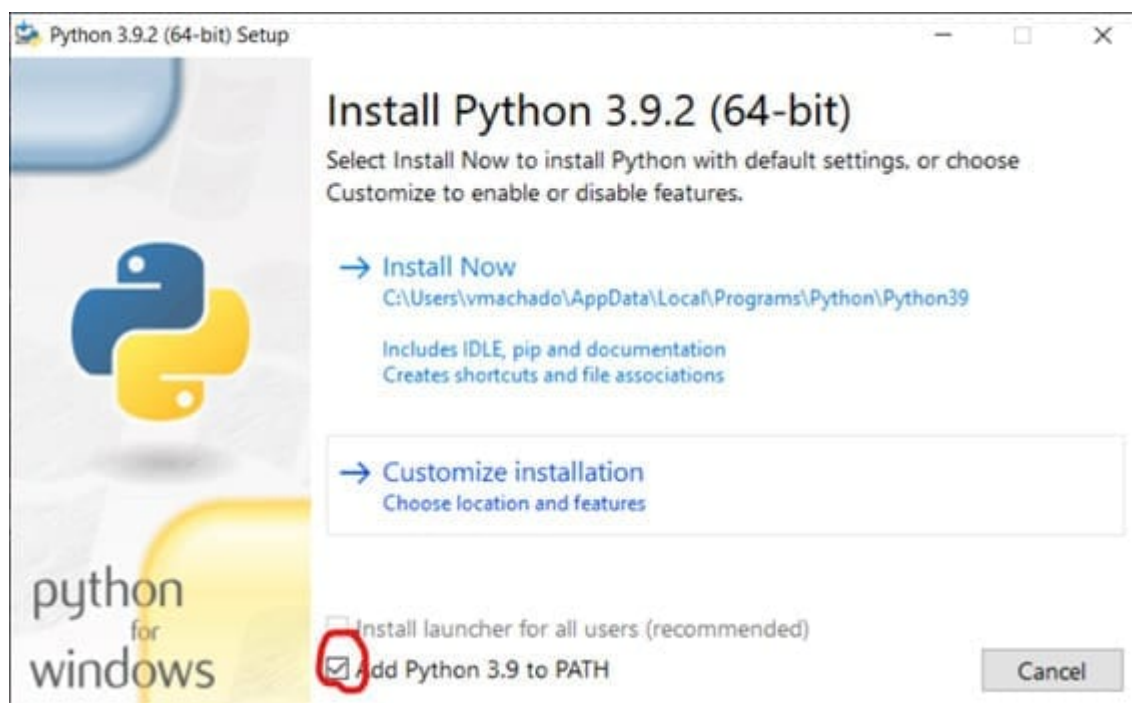 Python 3.9.2 (64-bit) Setup
Install Python 3.9.2 (64-bit)
Select Install Now to install Python with default settings, or choose
Customize to enable or disable features.
Install Now
C:\Users\vmachado\AppData\Local\Programs\Python\Python39
Includes IDLE, pip and documentation
Creates shortcuts and file associations
Customize installation
Choose location and features
Install launcher for all users (recommended)
Add Python 3.9 to PATH
Cancel
python
for
windows